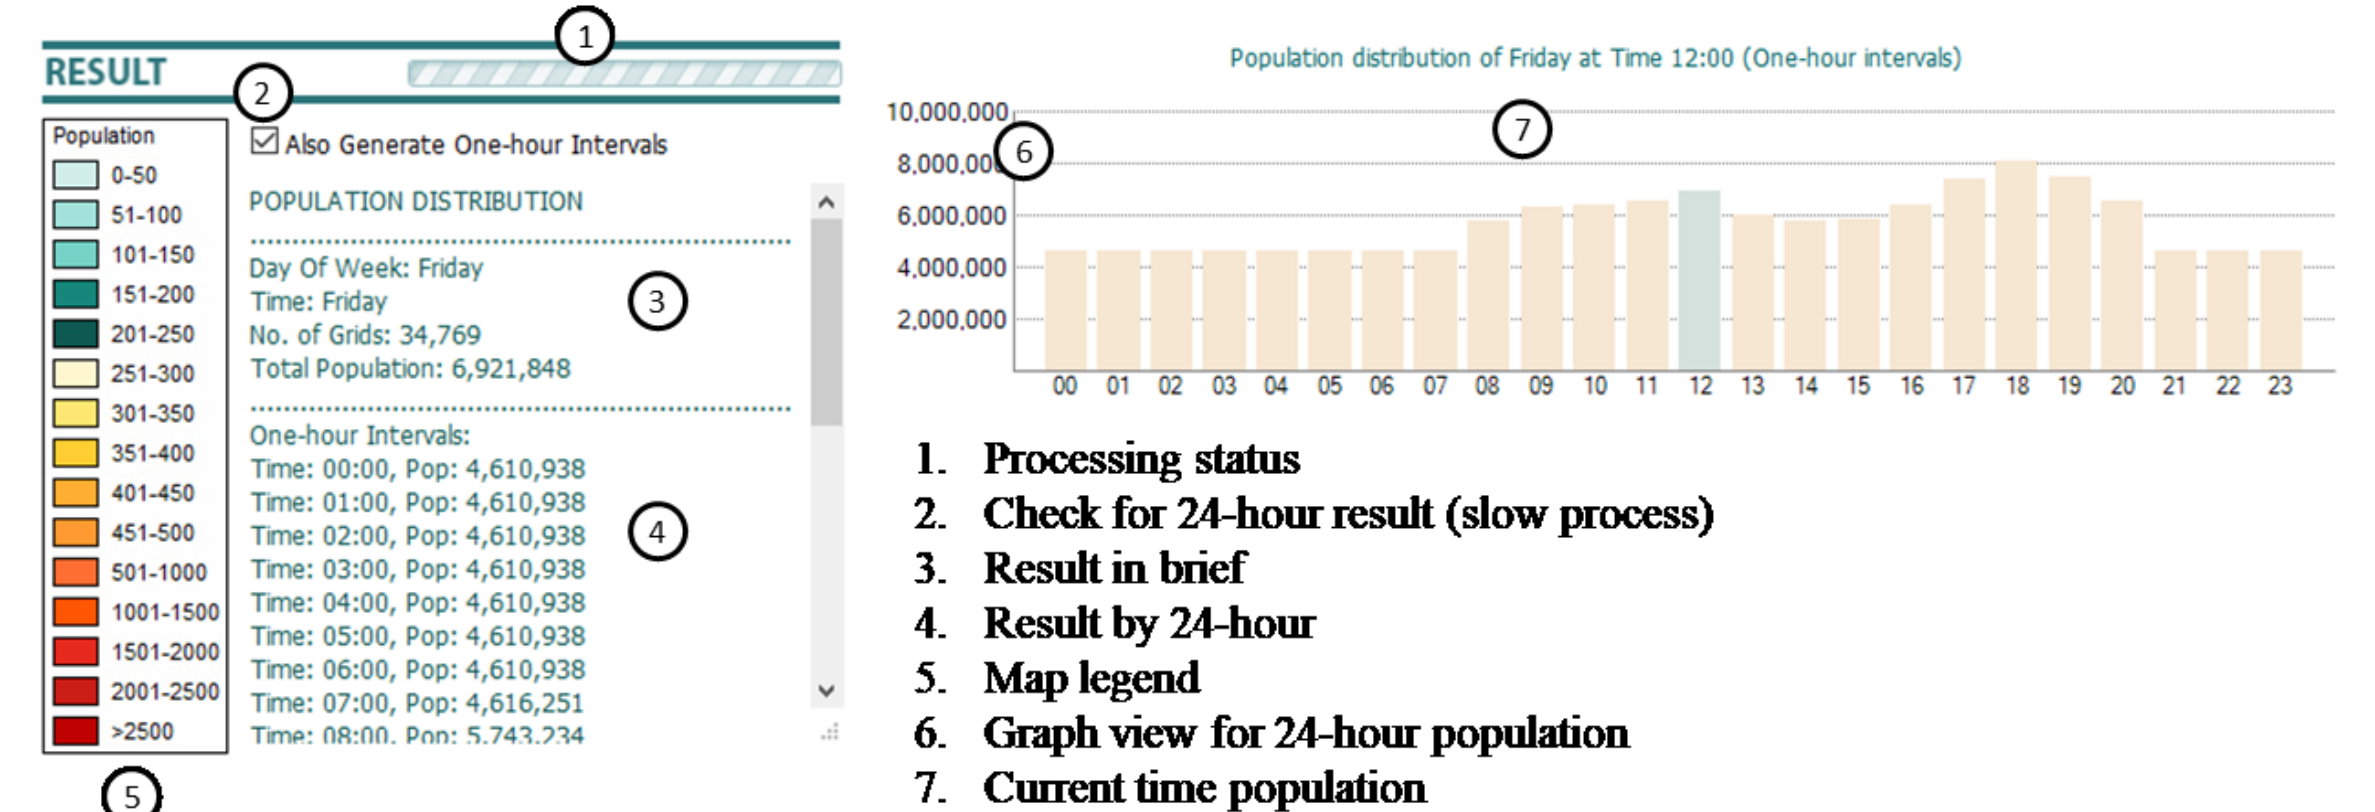 1
RESULT
2
Population
0-50
51-100
101-150
151-200
201-250
251-300
301-350
351-400
401-450
451-500
501-1000
1001-1500
1501-2000
2001-2500
>2500
5
Also Generate One-hour Intervals
POPULATION DISTRIBUTION
Day Of Week: Friday
Time: Friday
3
No. of Grids: 34,769
Total Population: 6,921,848
One-hour Intervals:
Time: 00:00, Pop: 4,610,938
Time: 01:00, Pop: 4,610,938
Time: 02:00, Pop: 4,610,938
4
Time: 03:00, Pop: 4,610,938
Time: 04:00, Pop: 4,610,938
Time: 05:00, Pop: 4,610,938
Time: 06:00, Pop: 4,610,938
Time: 07:00, Pop: 4,616,251
Time: 08:00, Pop: 5,743,234
Population distribution of Friday at Time 12:00 (One-hour intervals)
10,000,000
7
6
8,000,00
6,000,000
4,000,000
2,000,000
00 01 02 03 04 05 06 07 08 09 10 11 12 13 14 15 16 17 18 19 20 21 22 23
1. Processing status
2. Check for 24-hour result (slow process)
3. Result in brief
4. Result by 24-hour
5. Map legend
6. Graph view for 24-hour population
7. Current time population